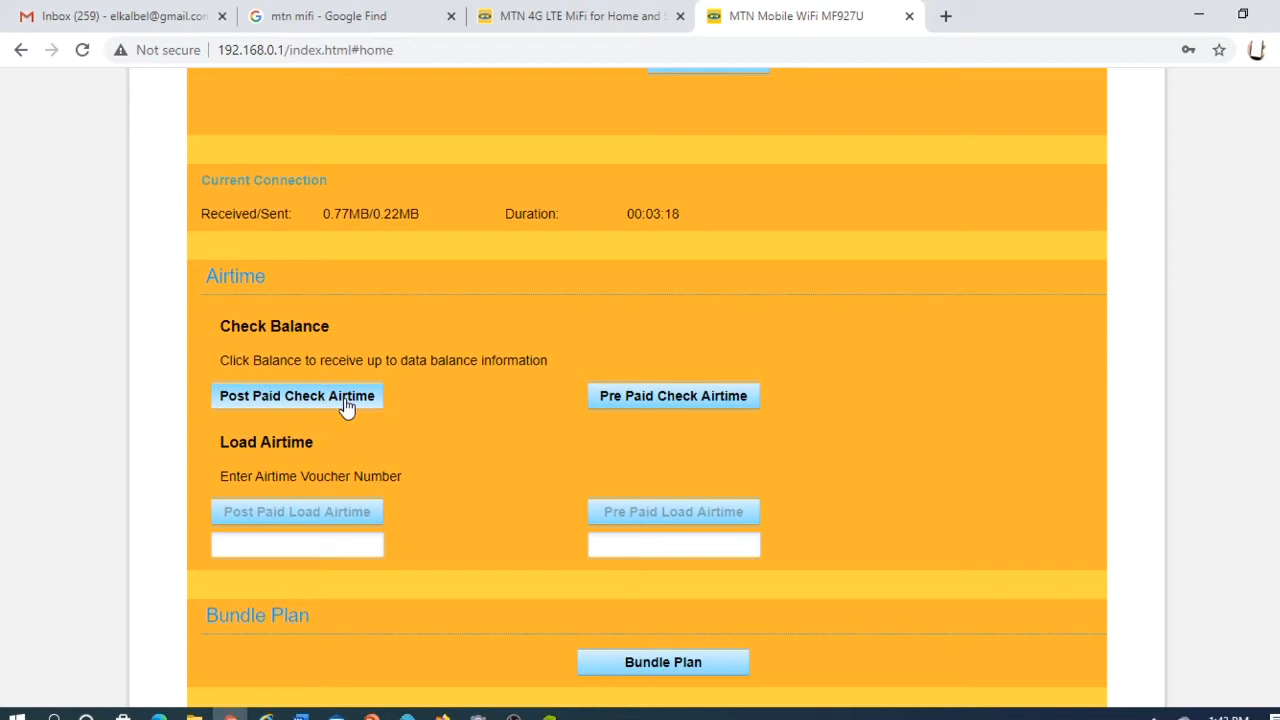 Inbox (259) - elkalbel@gmail.com
mtn mifi - Google Find
MTN 4G LTE MiFi for Home and S
MTN Mobile WiFi MF927U
Not secure
192.168.0.1/index.html#home
Current Connection
Received/Sent: 0.77MB/0.22MB Duration: 00:03:18
Airtime
Check Balance
Click Balance to receive up to data balance information
Post Paid Check Airtime Pre Paid Check Airtime
Load Airtime
Enter Airtime Voucher Number
Post Paid Load Airtime Pre Paid Load Airtime
Bundle Plan
Bundle Plan